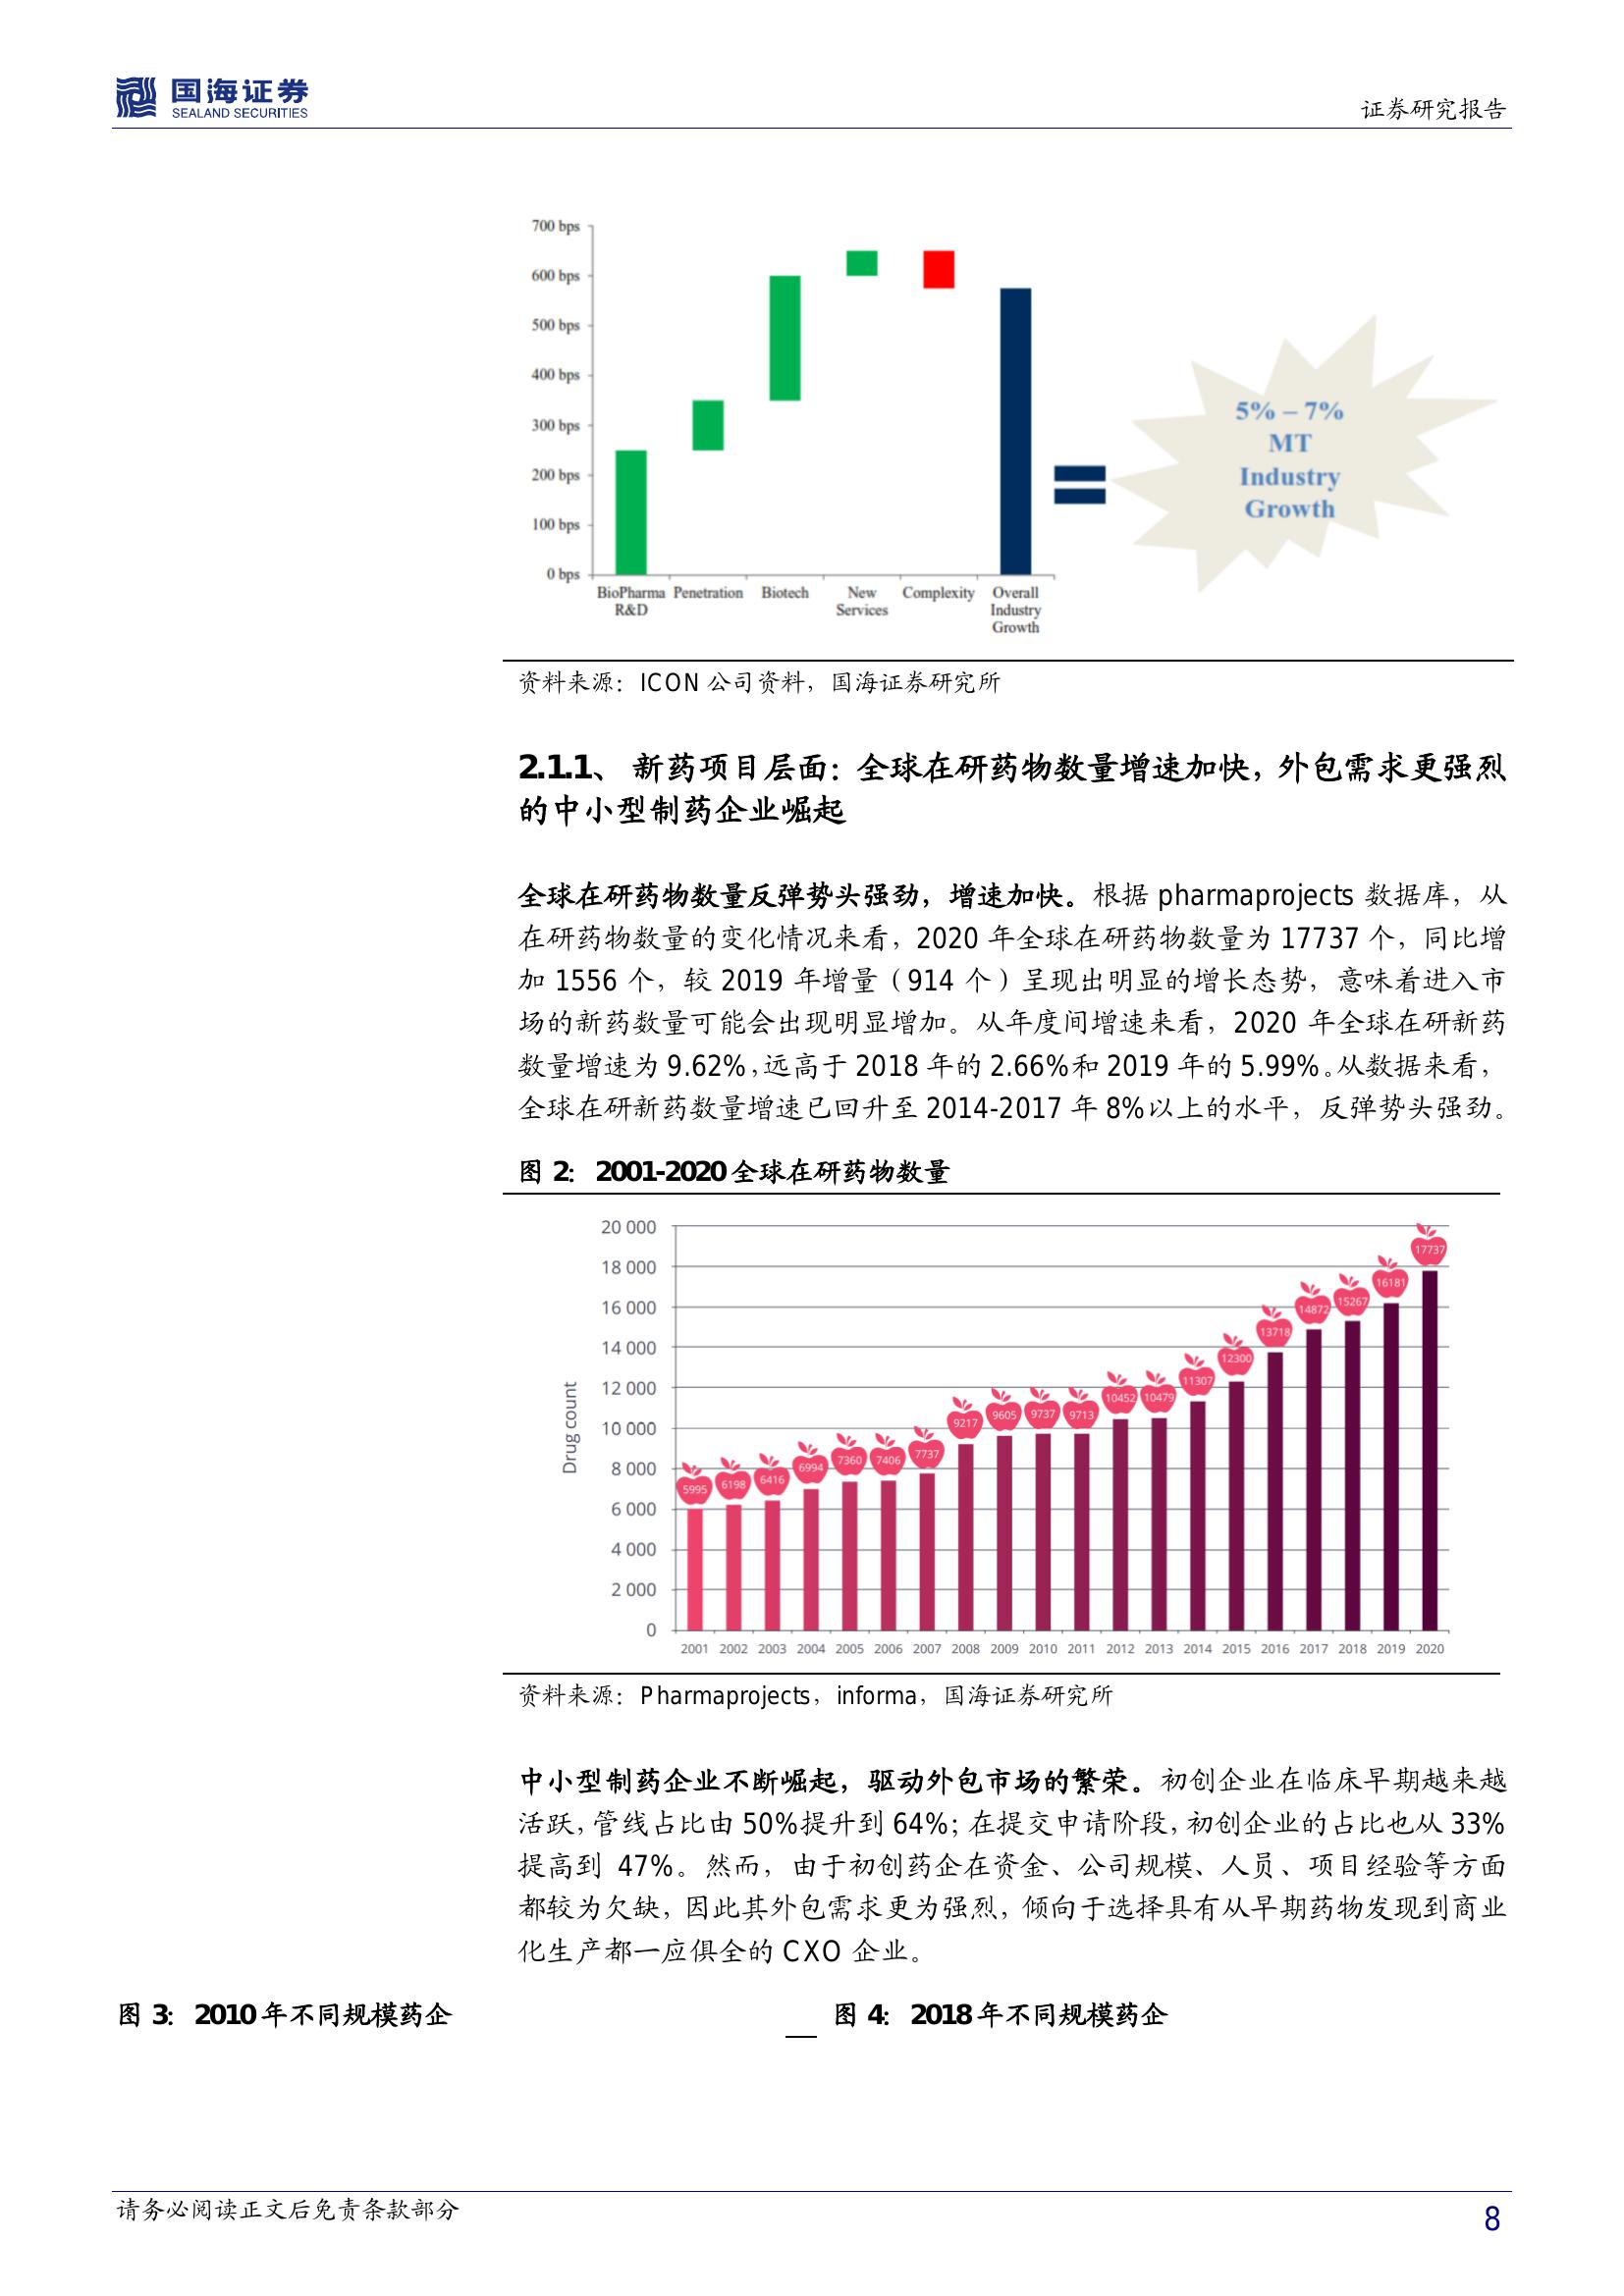 国海证券
SEALAND SECURITIES
证券研究报告
700 bps
600 bps
500 bps
400 bps
300 bps
200 bps
100 bps
0 bps
BioPharma R&D
Penetration
Biotech
New Services
Complexity
Overall Industry Growth
5% – 7%
MT
Industry
Growth
资料来源：ICON 公司资料，国海证券研究所
2.1.1、 新药项目层面：全球在研药物数量增速加快，外包需求更强烈
的中小型制药企业崛起
全球在研药物数量反弹势头强劲，增速加快。根据 pharmaprojects 数据库，从
在研药物数量的变化情况来看，2020 年全球在研药物数量为 17737 个，同比增
加 1556 个，较 2019 年增量（914 个）呈现出明显的增长态势，意味着进入市
场的新药数量可能会出现明显增加。从年度间增速来看，2020 年全球在研新药
数量增速为 9.62%，远高于 2018 年的 2.66%和 2019 年的 5.99%。从数据来看，
全球在研新药数量增速已回升至 2014-2017 年 8%以上的水平，反弹势头强劲。
图 2： 2001-2020 全球在研药物数量
Drug count
20 000
18 000
16 000
14 000
12 000
10 000
8 000
6 000
4 000
2 000
0
5995 6198 6416 6994 7360 7406 7737 9217 9605 9737 9713 10452 10479 11307 12300 13718 14872 15267 16181 17737
2001 2002 2003 2004 2005 2006 2007 2008 2009 2010 2011 2012 2013 2014 2015 2016 2017 2018 2019 2020
资料来源：Pharmaprojects，informa，国海证券研究所
中小型制药企业不断崛起，驱动外包市场的繁荣。初创企业在临床早期越来越
活跃，管线占比由 50%提升到 64%；在提交申请阶段，初创企业的占比也从 33%
提高到 47%。然而，由于初创药企在资金、公司规模、人员、项目经验等方面
都较为欠缺，因此其外包需求更为强烈，倾向于选择具有从早期药物发现到商业
化生产都一应俱全的 CXO 企业。
图 3： 2010 年不同规模药企
图 4： 2018 年不同规模药企
请务必阅读正文后免责条款部分
8